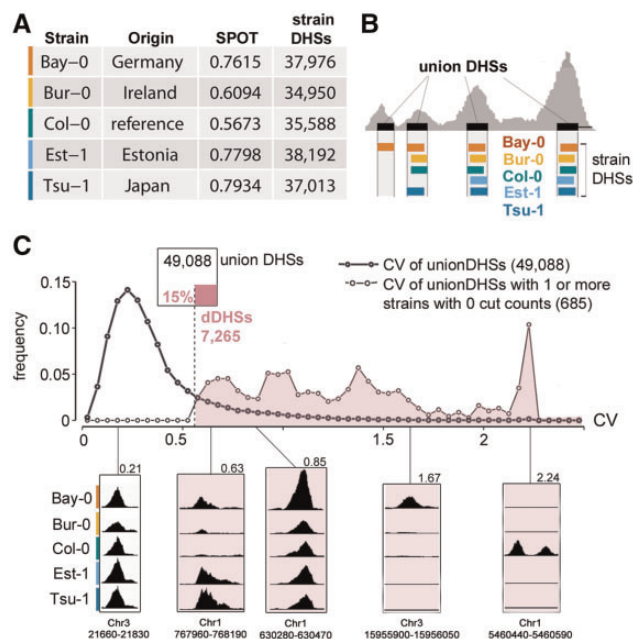 A
Strain Origin SPOT strain DHSs
Bay–0 Germany 0.7615 37,976
Bur–0 Ireland 0.6094 34,950
Col–0 reference 0.5673 35,588
Est–1 Estonia 0.7798 38,192
Tsu–1 Japan 0.7934 37,013
B
union DHSs
Bay-0
Bur-0
Col-0
Est-1
Tsu-1
strain DHSs
C
49,088 union DHSs
15%
dDHSs
7,265
CV of unionDHSs (49,088)
CV of unionDHSs with 1 or more
strains with 0 cut counts (685)
frequency
0.15
0.10
0.05
0
0 0.5 1.5 2 CV
0.21 0.63 0.85 1.67 2.24
Bay-0
Bur-0
Col-0
Est-1
Tsu-1
Chr3 Chr1 Chr1 Chr3 Chr1
21660-21830 767960-768190 630280-630470 15955900-15956050 5460440-5460590